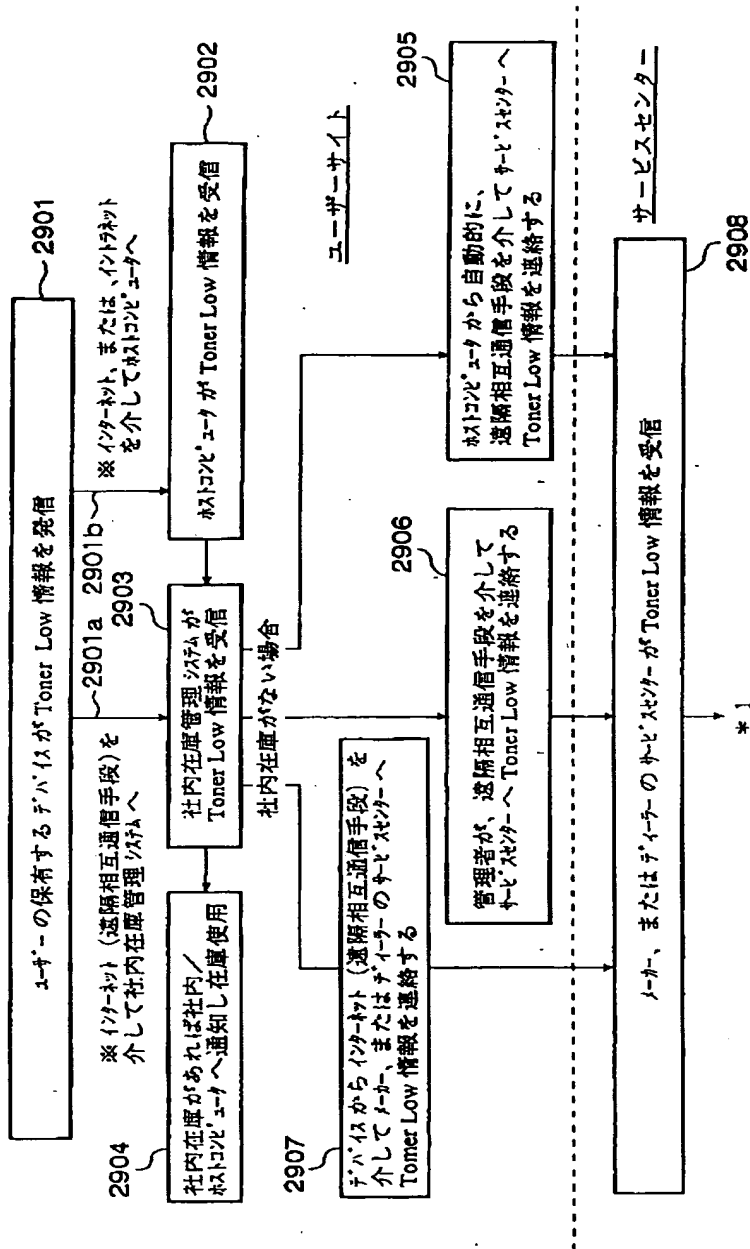 2901
ユーザーの保有するデバイスがToner Low 情報を発信
※インターネット(遠隔相互通信手段)を
介して社内在庫管理システムへ
2901a
2901b
※インターネット、または、イントラネット
を介してホストコンピュータへ
2902
ホストコンピュータが Toner Low 情報を受信
2903
社内在庫管理システムが
Toner Low 情報を受信
2904
社内在庫があれば社内/
ホストコンピュータへ通知し在庫使用
社内在庫がない場合
ユーザーサイト
2907
デバイスからインターネット(遠隔相互通信手段)を
介してメーカー、またはディーラーのサービスセンターへ
Tomer Low 情報を連絡する
2906
管理者が、遠隔相互通信手段を介して
サービスセンターへ Toner Low 情報を連絡する
2905
ホストコンピュータから自動的に、
遠隔相互通信手段を介してサービスセンターへ
Toner Low 情報を連絡する
サービスセンター
2908
メーカー、またはディーラーのサービスセンターがToner Low 情報を受信
*1